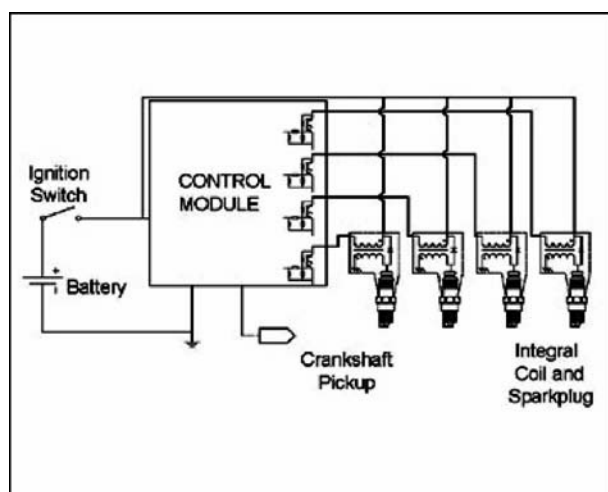 Ignition
Switch
CONTROL
MODULE
+
Battery
Crankshaft
Pickup
Integral
Coil and
Sparkplug